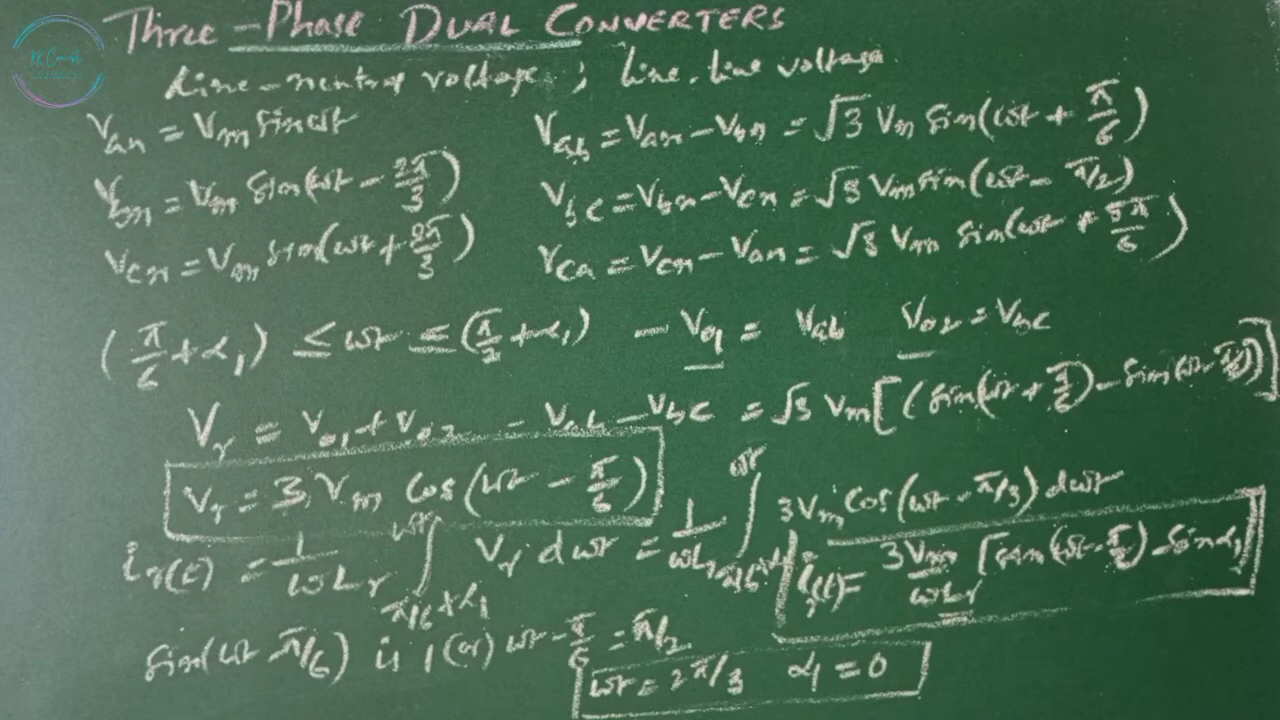 Three-Phase Dual Converters
Line-neutral voltage ; Line-Line voltage.
Van = Vm sinωt    Vab = Van - Vbn = √3 Vm sin(ωt + π/6)
Vbn = Vm sin(ωt - 2π/3)    Vbc = Vbn - Vcn = √3 Vm sin(ωt - π/2)
Vcn = Vm sin(ωt + 2π/3)    Vca = Vcn - Van = √3 Vm sin(ωt + 5π/6)
(π/6 + α1) ≤ ωt ≤ (π/2 + α1) - Vo1 = Vab    Vo2 = Vbc
Vr = Vo1 + Vo2 = Vab - Vbc = √3 Vm [(sin(ωt + π/6) - sin(ωt - π/2))]
Vr = 3 Vm cos(ωt - π/6)
ir(t) = 1/ωLr ∫ π/6+α1 ωt Vr dωt = 1/ωLr ∫ π/6+α1 ωt 3Vm cos(ωt - π/3) dωt
ir(t) = 3Vm/ωLr [sin(ωt - π/6) - sinα1]
sin(ωt - π/6) is 1 (or) ωt - π/6 = π/2
ωt = 2π/3    α1 = 0